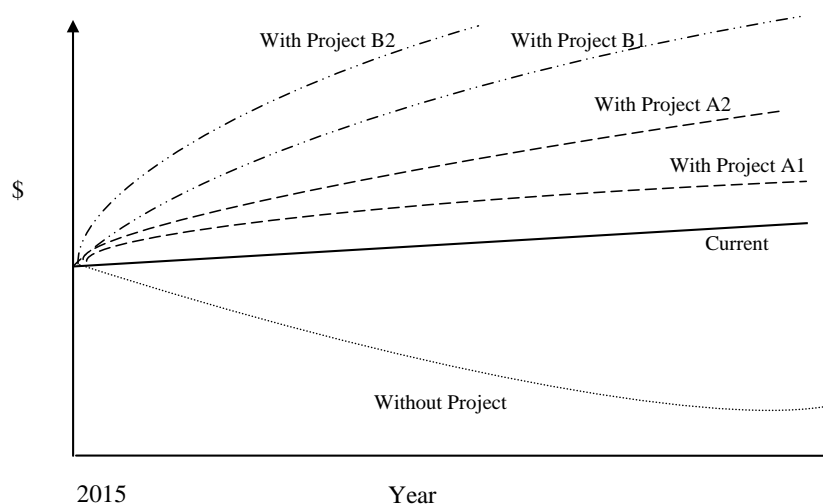 With Project B2
With Project B1
With Project A2
With Project A1
$
Current
Without Project
2015
Year